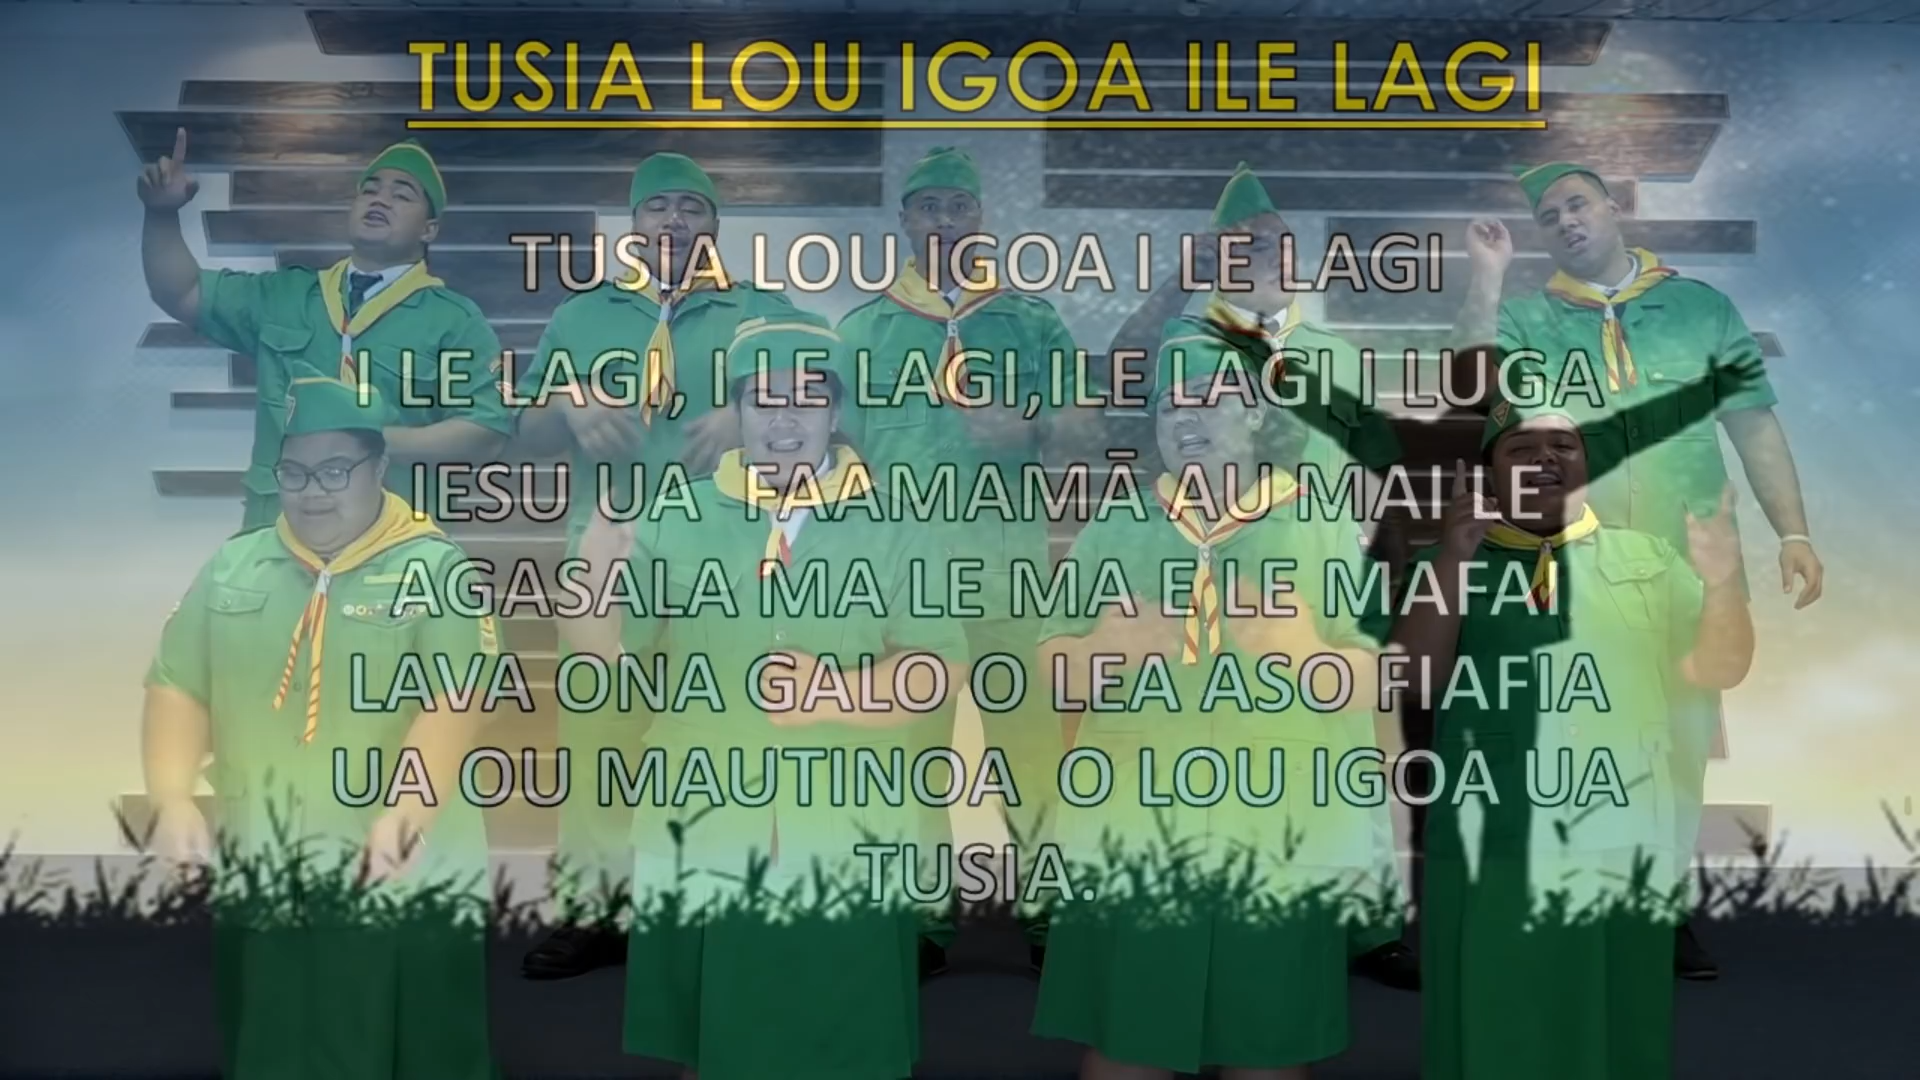 TUSIA LOU IGOA ILE LAGI
TUSIA LOU IGOA I LE LAGI
I LE LAGI, I LE LAGI,ILE LAGI I LUGA
IESU UA FAAMAMĀ AU MAI LE
AGASALA MA LE MA E LE MAFAI
LAVA ONA GALO O LEA ASO FIAFIA
UA OU MAUTINOA O LOU IGOA UA
TUSIA.